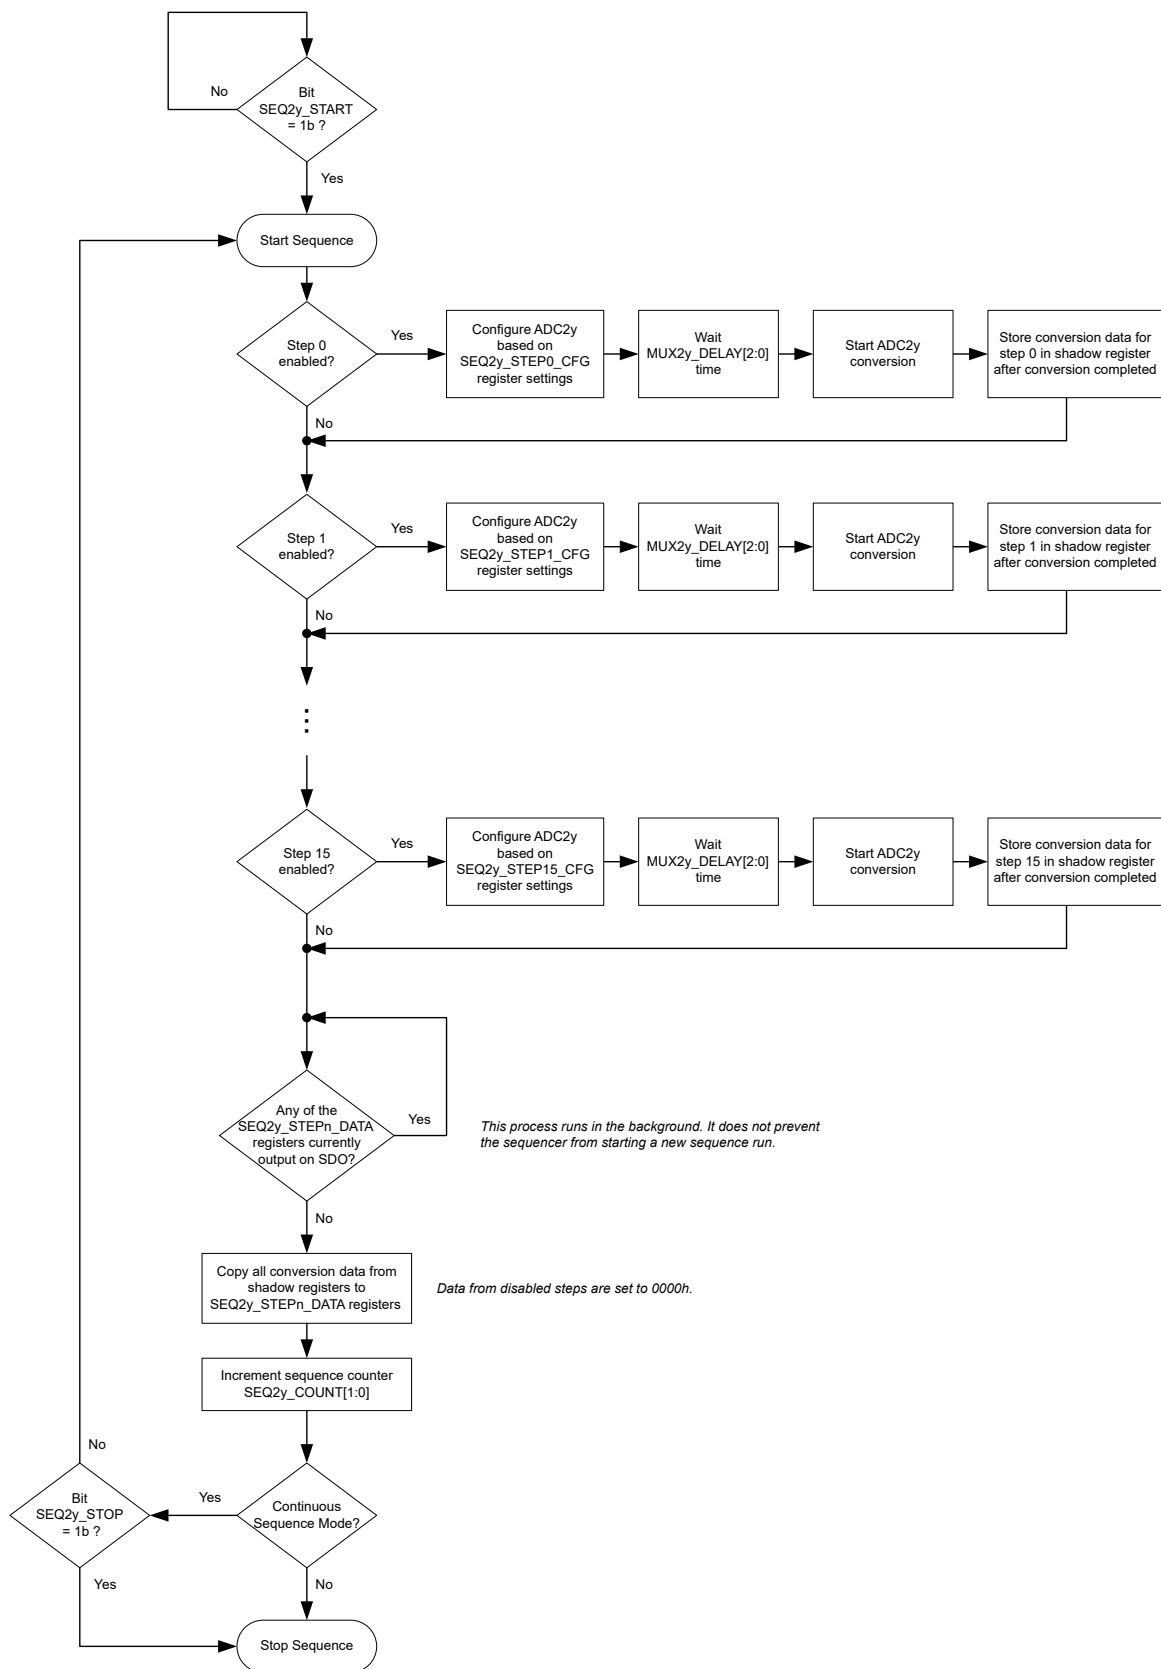 No
Bit
SEQ2y_START
= 1b ?
Yes
Start Sequence
Step 0
enabled?
Yes
Configure ADC2y
based on
SEQ2y_STEP0_CFG
register settings
Wait
MUX2y_DELAY[2:0]
time
Start ADC2y
conversion
Store conversion data for
step 0 in shadow register
after conversion completed
No
Step 1
enabled?
Yes
Configure ADC2y
based on
SEQ2y_STEP1_CFG
register settings
Wait
MUX2y_DELAY[2:0]
time
Start ADC2y
conversion
Store conversion data for
step 1 in shadow register
after conversion completed
No
Step 15
enabled?
Yes
Configure ADC2y
based on
SEQ2y_STEP15_CFG
register settings
Wait
MUX2y_DELAY[2:0]
time
Start ADC2y
conversion
Store conversion data for
step 15 in shadow register
after conversion completed
No
Any of the
SEQ2y_STEPn_DATA
registers currently
output on SDO?
Yes
This process runs in the background. It does not prevent
the sequencer from starting a new sequence run.
No
Copy all conversion data from
shadow registers to
SEQ2y_STEPn_DATA registers
Data from disabled steps are set to 0000h.
Increment sequence counter
SEQ2y_COUNT[1:0]
No
Bit
SEQ2y_STOP
= 1b ?
Yes
Continuous
Sequence Mode?
Yes
No
Stop Sequence